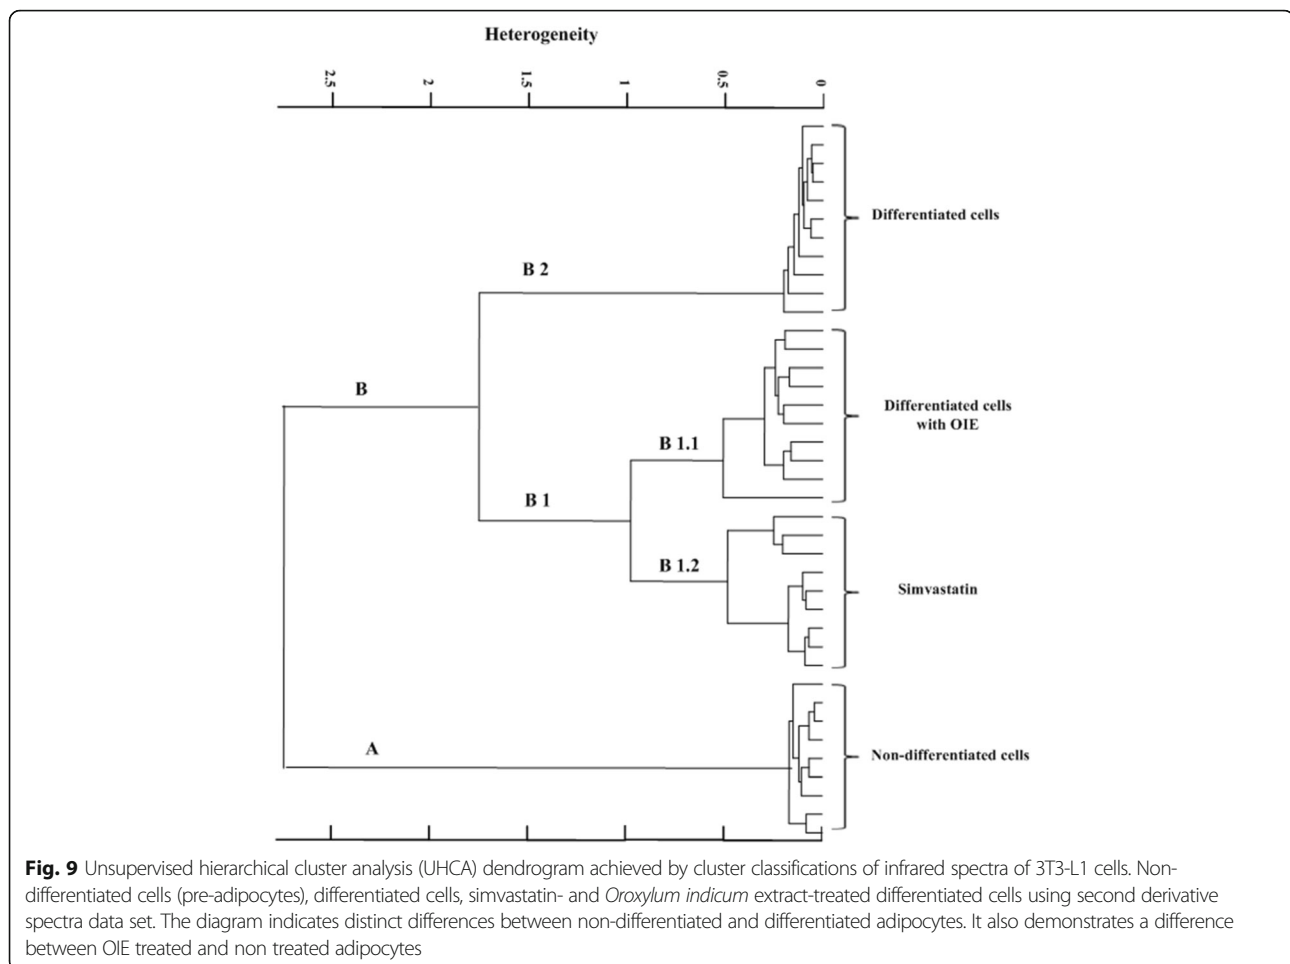 Heterogeneity
2.5 2 1.5 1 0.5 0
Differentiated cells
B 2
B
Differentiated cells
with OIE
B 1.1
B 1
B 1.2
Simvastatin
A
Non-differentiated cells
Fig. 9 Unsupervised hierarchical cluster analysis (UHCA) dendrogram achieved by cluster classifications of infrared spectra of 3T3-L1 cells. Non-
differentiated cells (pre-adipocytes), differentiated cells, simvastatin- and Oroxylum indicum extract-treated differentiated cells using second derivative
spectra data set. The diagram indicates distinct differences between non-differentiated and differentiated adipocytes. It also demonstrates a difference
between OIE treated and non treated adipocytes